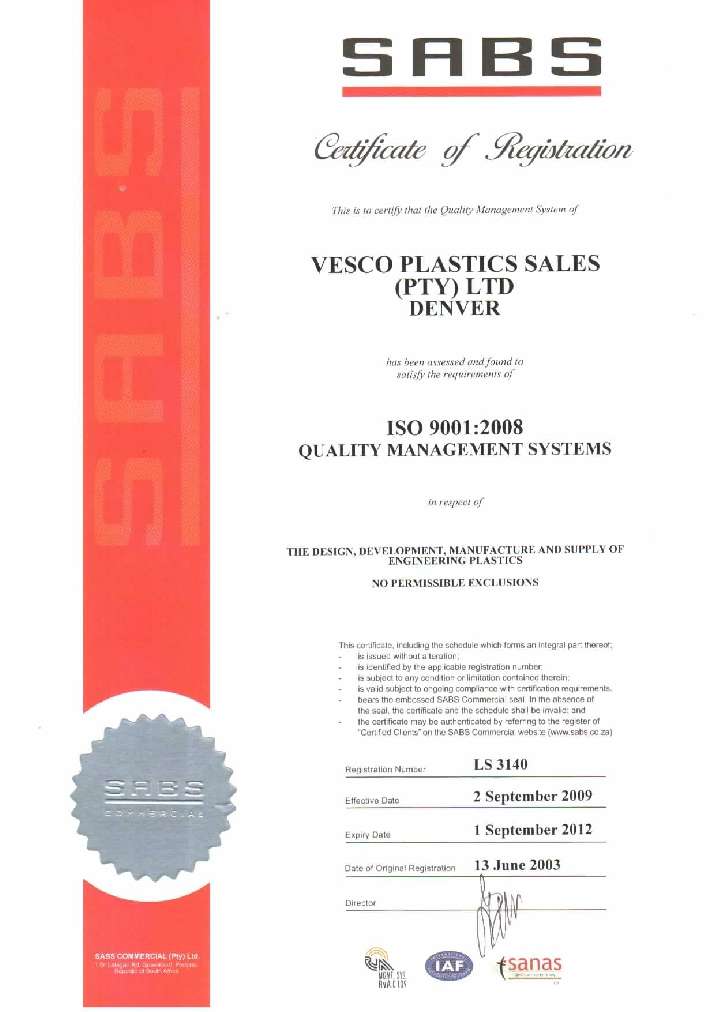 SABS
Certificate of Registration
This is to certify that the Quality Management System of
VESCO PLASTICS SALES
(PTY) LTD
DENVER
has been assessed and found to
satisfy the requirements of
ISO 9001:2008
QUALITY MANAGEMENT SYSTEMS
in respect of
THE DESIGN, DEVELOPMENT, MANUFACTURE AND SUPPLY OF
ENGINEERING PLASTICS
NO PERMISSIBLE EXCLUSIONS
This certificate, including the schedule which forms an integral part thereof;
- is issued without alteration;
- is identified by the applicable registration number;
- is subject to any condition or limitation contained therein;
- is valid subject to ongoing compliance with certification requirements.
- bears the embossed SABS Commercial seal. In the absence of
the seal, the certificate and the schedule shall be invalid; and
- the certificate may be authenticated by referring to the register of
"Certified Clients" on the SABS Commercial website (www.sabs.co.za)
Registration Number LS 3140
Effective Date 2 September 2009
Expiry Date 1 September 2012
Date of Original Registration 13 June 2003
Director
SABS
SABS
COMMERCIAL
SABS COMMERCIAL (Pty) Ltd.
Republic of South Africa
MGMT SYS
RvA C
IAF
sanas